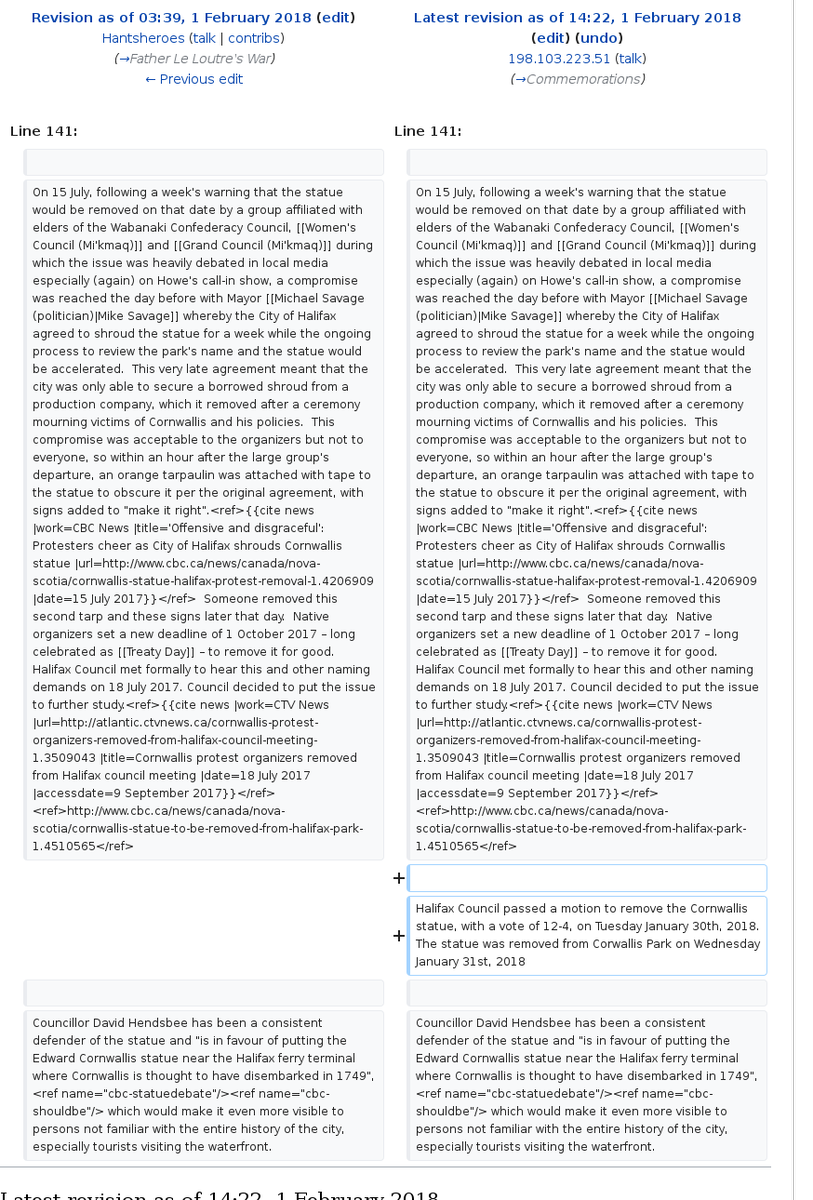 Revision as of 03:39, 1 February 2018 (edit)
Hantsheroes (talk | contribs)
(→Father Le Loutre's War)
← Previous edit
Latest revision as of 14:22, 1 February 2018
(edit) (undo)
198.103.223.51 (talk)
(→Commemorations)
Line 141:
Line 141:
On 15 July, following a week's warning that the statue
would be removed on that date by a group affiliated with
elders of the Wabanaki Confederacy Council, [[Women's
Council (Mi'kmaq)]] and [[Grand Council (Mi'kmaq)]] during
which the issue was heavily debated in local media
especially (again) on Howe's call-in show, a compromise
was reached the day before with Mayor [[Michael Savage
(politician)|Mike Savage]] whereby the City of Halifax
agreed to shroud the statue for a week while the ongoing
process to review the park's name and the statue would
be accelerated.  This very late agreement meant that the
city was only able to secure a borrowed shroud from a
production company, which it removed after a ceremony
mourning victims of Cornwallis and his policies.  This
compromise was acceptable to the organizers but not to
everyone, so within an hour after the large group's
departure, an orange tarpaulin was attached with tape to
the statue to obscure it per the original agreement, with
signs added to "make it right".<ref>{{cite news
|work=CBC News |title='Offensive and disgraceful':
Protesters cheer as City of Halifax shrouds Cornwallis
statue |url=http://www.cbc.ca/news/canada/nova-
scotia/cornwallis-statue-halifax-protest-removal-1.4206909
|date=15 July 2017}}</ref>  Someone removed this
second tarp and these signs later that day.  Native
organizers set a new deadline of 1 October 2017 – long
celebrated as [[Treaty Day]] – to remove it for good.
Halifax Council met formally to hear this and other naming
demands on 18 July 2017. Council decided to put the issue
to further study.<ref>{{cite news |work=CTV News
|url=http://atlantic.ctvnews.ca/cornwallis-protest-
organizers-removed-from-halifax-council-meeting-
1.3509043 |title=Cornwallis protest organizers removed
from Halifax council meeting |date=18 July 2017
|accessdate=9 September 2017}}</ref>
<ref>http://www.cbc.ca/news/canada/nova-
scotia/cornwallis-statue-to-be-removed-from-halifax-park-
1.4510565</ref>
On 15 July, following a week's warning that the statue
would be removed on that date by a group affiliated with
elders of the Wabanaki Confederacy Council, [[Women's
Council (Mi'kmaq)]] and [[Grand Council (Mi'kmaq)]] during
which the issue was heavily debated in local media
especially (again) on Howe's call-in show, a compromise
was reached the day before with Mayor [[Michael Savage
(politician)|Mike Savage]] whereby the City of Halifax
agreed to shroud the statue for a week while the ongoing
process to review the park's name and the statue would
be accelerated.  This very late agreement meant that the
city was only able to secure a borrowed shroud from a
production company, which it removed after a ceremony
mourning victims of Cornwallis and his policies.  This
compromise was acceptable to the organizers but not to
everyone, so within an hour after the large group's
departure, an orange tarpaulin was attached with tape to
the statue to obscure it per the original agreement, with
signs added to "make it right".<ref>{{cite news
|work=CBC News |title='Offensive and disgraceful':
Protesters cheer as City of Halifax shrouds Cornwallis
statue |url=http://www.cbc.ca/news/canada/nova-
scotia/cornwallis-statue-halifax-protest-removal-1.4206909
|date=15 July 2017}}</ref>  Someone removed this
second tarp and these signs later that day.  Native
organizers set a new deadline of 1 October 2017 – long
celebrated as [[Treaty Day]] – to remove it for good.
Halifax Council met formally to hear this and other naming
demands on 18 July 2017. Council decided to put the issue
to further study.<ref>{{cite news |work=CTV News
|url=http://atlantic.ctvnews.ca/cornwallis-protest-
organizers-removed-from-halifax-council-meeting-
1.3509043 |title=Cornwallis protest organizers removed
from Halifax council meeting |date=18 July 2017
|accessdate=9 September 2017}}</ref>
<ref>http://www.cbc.ca/news/canada/nova-
scotia/cornwallis-statue-to-be-removed-from-halifax-park-
1.4510565</ref>
+
+
Halifax Council passed a motion to remove the Cornwallis
statue, with a vote of 12-4, on Tuesday January 30th, 2018.
The statue was removed from Corwallis Park on Wednesday
January 31st, 2018
Councillor David Hendsbee has been a consistent
defender of the statue and "is in favour of putting the
Edward Cornwallis statue near the Halifax ferry terminal
where Cornwallis is thought to have disembarked in 1749",
<ref name="cbc-statuedebate"/><ref name="cbc-
shouldbe"/> which would make it even more visible to
persons not familiar with the entire history of the city,
especially tourists visiting the waterfront.
Councillor David Hendsbee has been a consistent
defender of the statue and "is in favour of putting the
Edward Cornwallis statue near the Halifax ferry terminal
where Cornwallis is thought to have disembarked in 1749",
<ref name="cbc-statuedebate"/><ref name="cbc-
shouldbe"/> which would make it even more visible to
persons not familiar with the entire history of the city,
especially tourists visiting the waterfront.
Latest revision as of 14:22, 1 February 2018